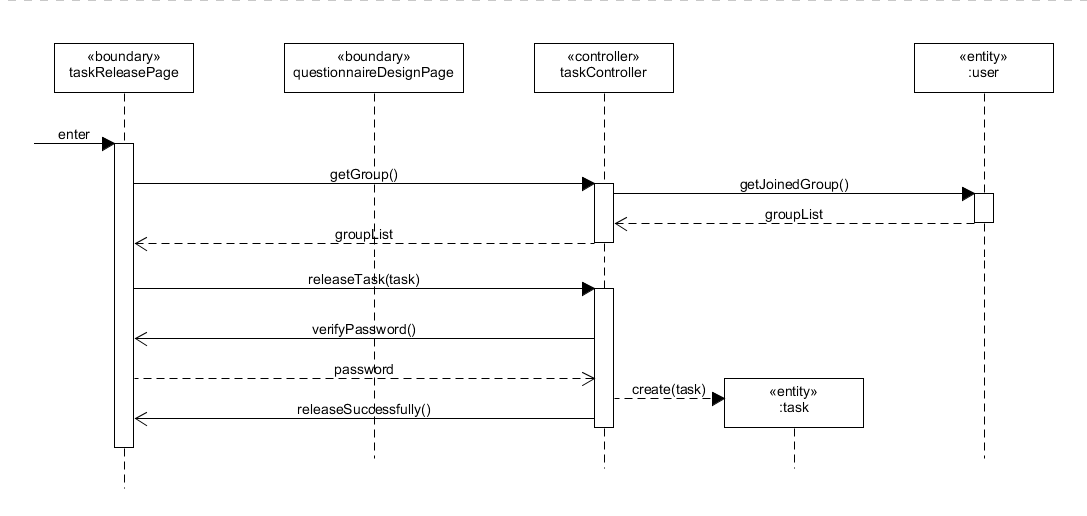 «boundary»
taskReleasePage
«boundary»
questionnaireDesignPage
«controller»
taskController
«entity»
:user
enter
getGroup()
getJoinedGroup()
groupList
groupList
releaseTask(task)
verifyPassword()
password
create(task)
«entity»
:task
releaseSuccessfully()